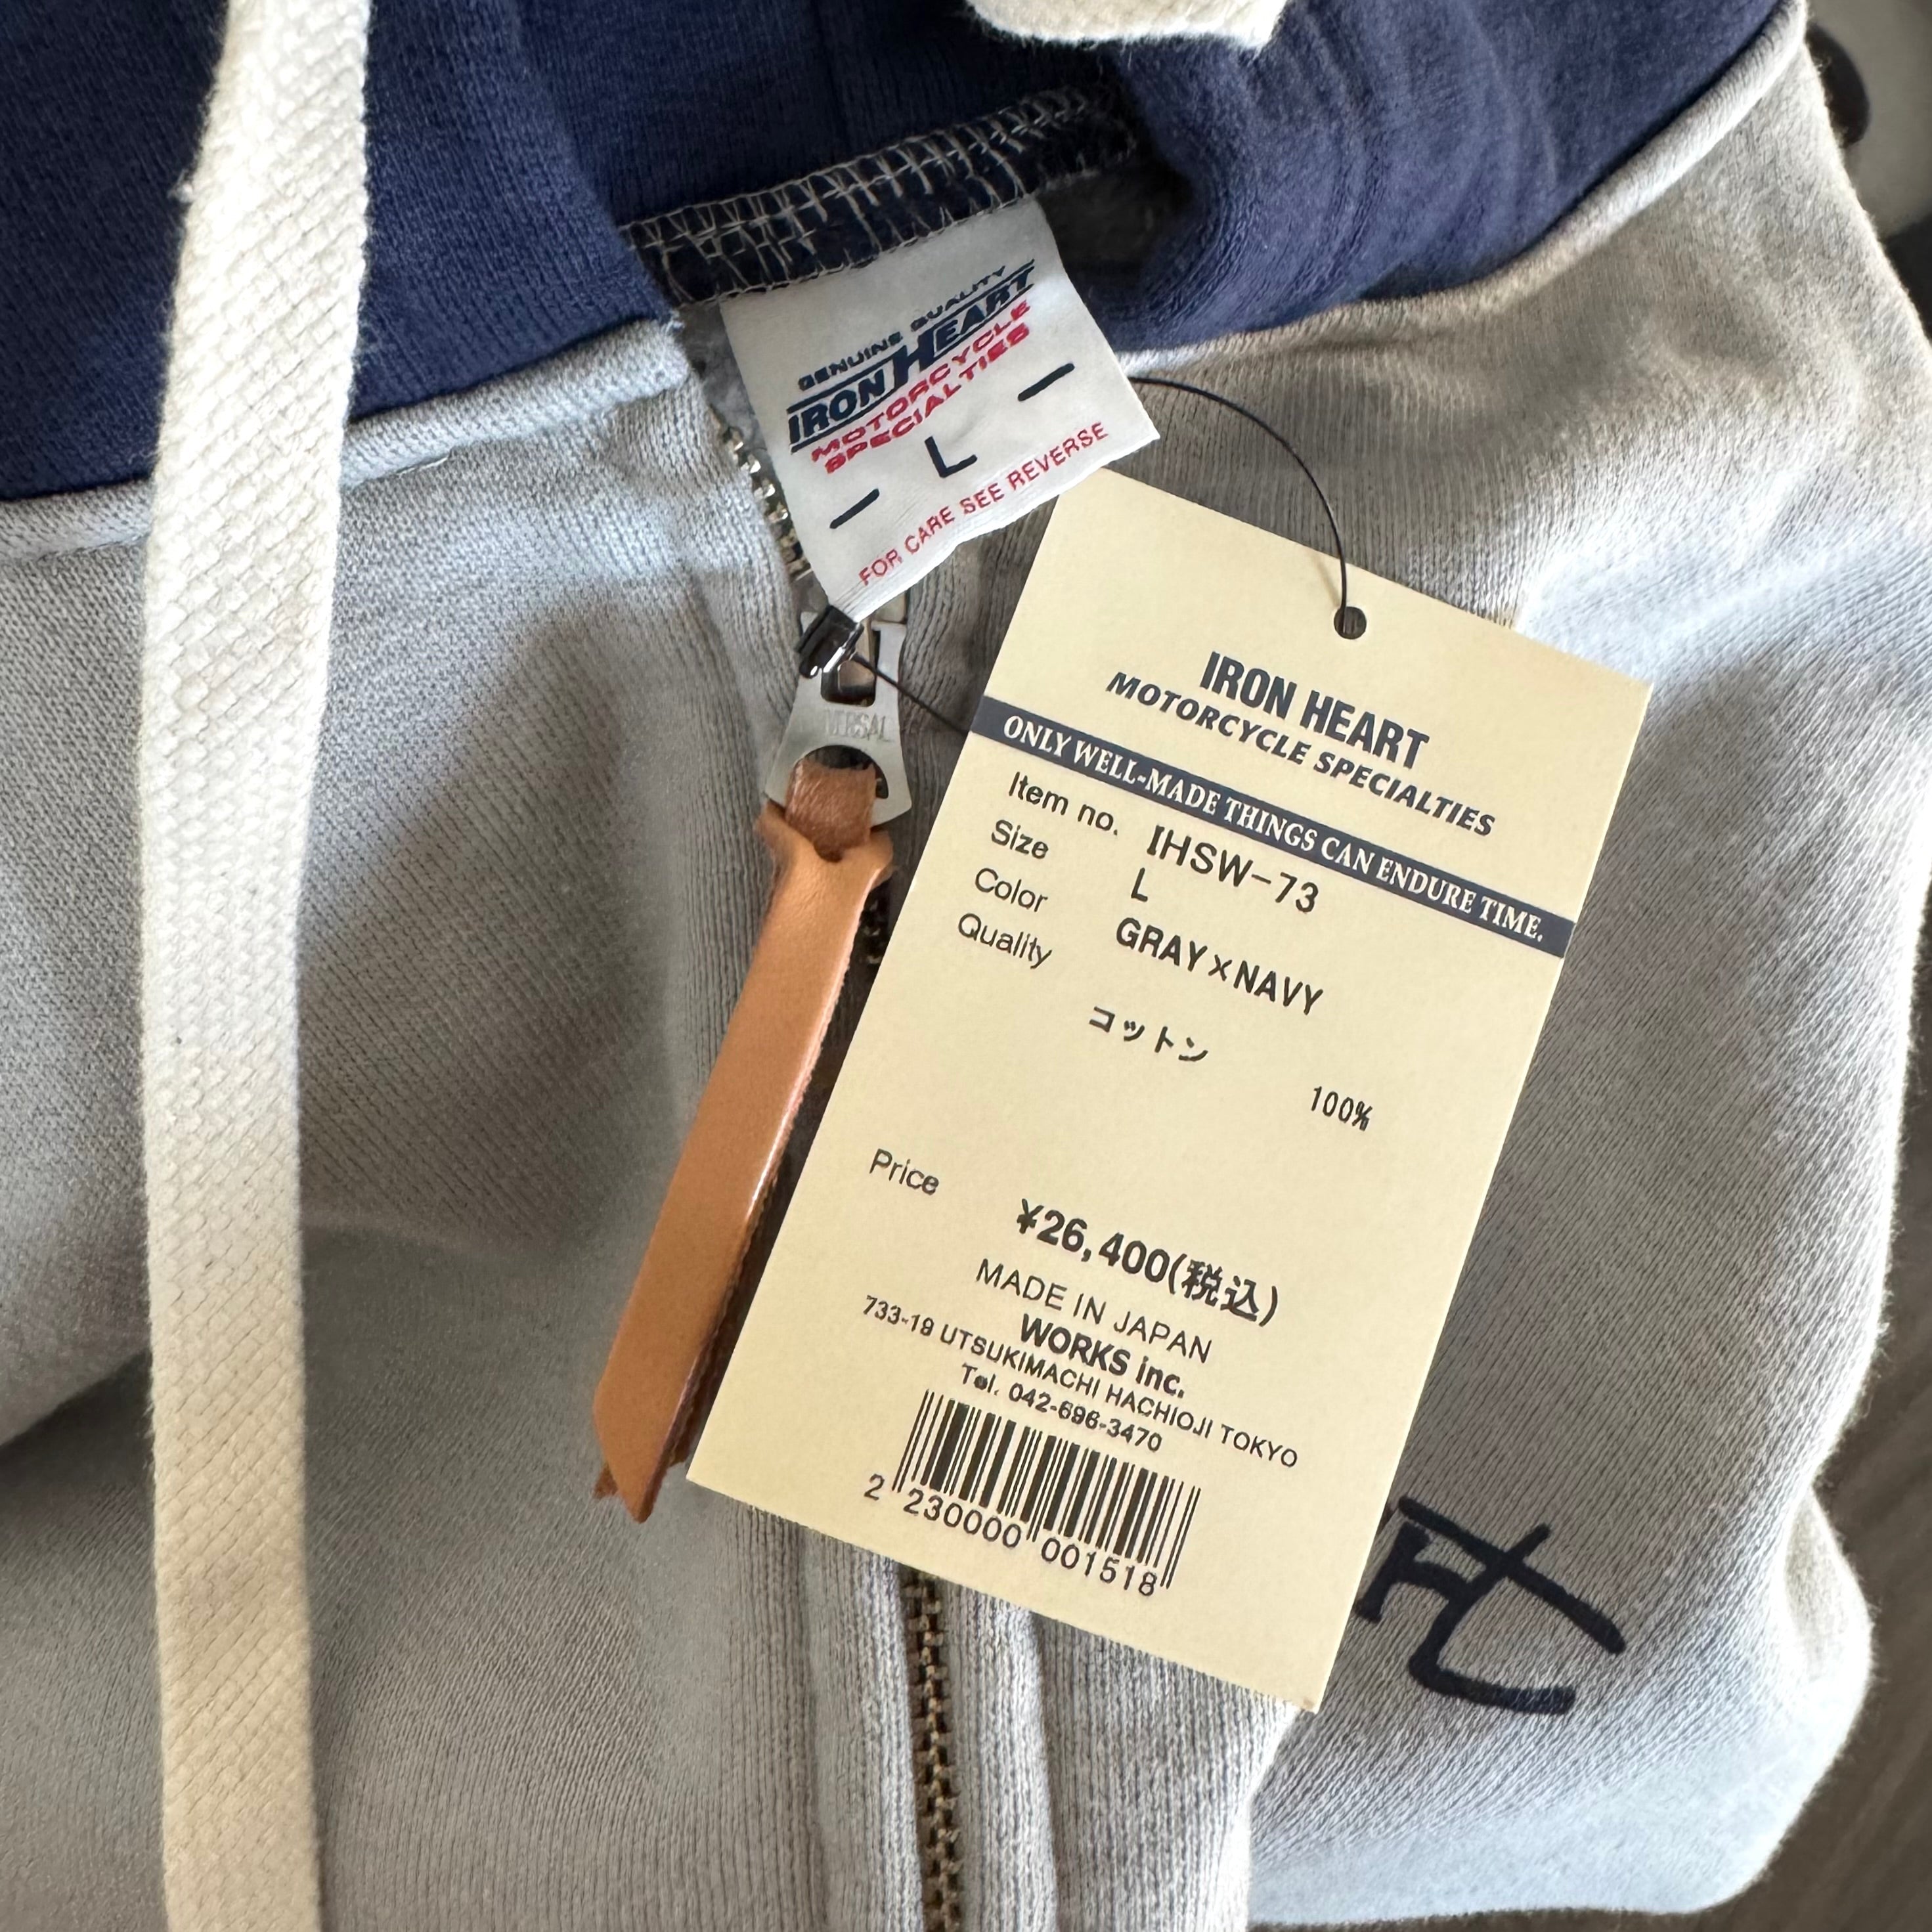 GENUINE QUALITY
IRON HEART
MOTORCYCLE
SPECIALTIES
- L -
FOR CARE SEE REVERSE
IRON HEART
MOTORCYCLE SPECIALTIES
ONLY WELL-MADE THINGS CAN ENDURE TIME.
Item no. IHSW-73
Size L
Color GRAY×NAVY
Quality
コットン 100%
Price
¥26,400(税込)
MADE IN JAPAN
WORKS inc.
733-19 UTSUKIMACHI HACHIOJI TOKYO
Tel. 042-696-3470
2 230000 001518